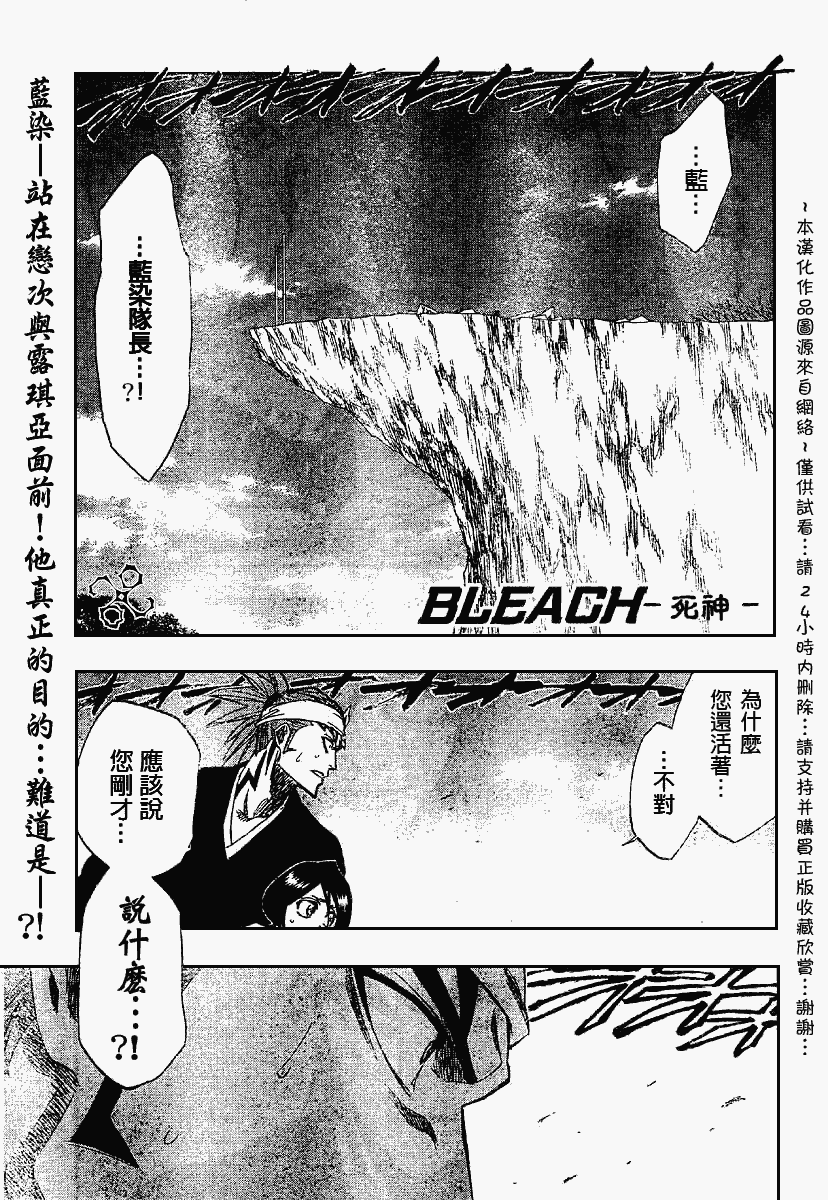 ~本漢化作品圖源來自網絡~僅供試看…請24小時內刪除…請支持并購買正版收藏欣賞…謝謝…
…藍…
…藍染隊長…
?!
BLEACH-死神-
藍染—站在戀次與露琪亞面前!他真正的目的…難道是—?!
為什麼
您還活著…
…不對
應該說
您剛才…
說什麼…
?!